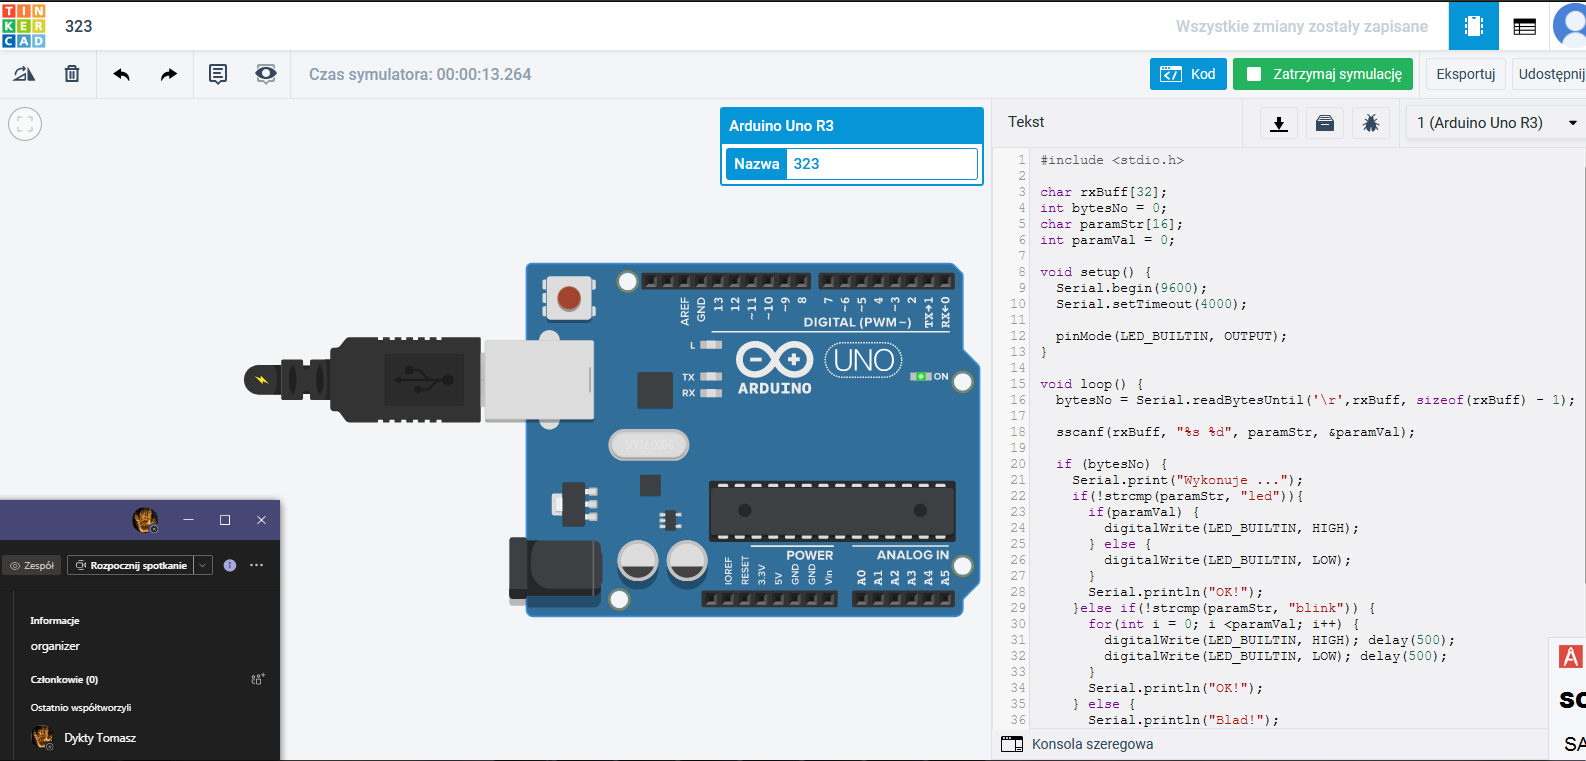 TIN
KER
CAD
323
Wszystkie zmiany zostały zapisane
Czas symulatora: 00:00:13.264
Kod
Zatrzymaj symulację
Eksportuj
Udostępnij
Arduino Uno R3
Nazwa 323
Tekst
1 (Arduino Uno R3)
1 #include <stdio.h>
2
3 char rxBuff[32];
4 int bytesNo = 0;
5 char paramStr[16];
6 int paramVal = 0;
7
8 void setup() {
9 Serial.begin(9600);
10 Serial.setTimeout(4000);
11
12 pinMode(LED_BUILTIN, OUTPUT);
13 }
14
15 void loop() {
16 bytesNo = Serial.readBytesUntil('\r',rxBuff, sizeof(rxBuff) - 1);
17
18 sscanf(rxBuff, "%s %d", paramStr, &paramVal);
19
20 if (bytesNo) {
21 Serial.print("Wykonuje ...");
22 if(!strcmp(paramStr, "led")){
23 if(paramVal) {
24 digitalWrite(LED_BUILTIN, HIGH);
25 } else {
26 digitalWrite(LED_BUILTIN, LOW);
27 }
28 Serial.println("OK!");
29 }else if(!strcmp(paramStr, "blink")) {
30 for(int i = 0; i <paramVal; i++) {
31 digitalWrite(LED_BUILTIN, HIGH); delay(500);
32 digitalWrite(LED_BUILTIN, LOW); delay(500);
33 }
34 Serial.println("OK!");
35 } else {
36 Serial.println("Blad!");
Konsola szeregowa
AREF
GND
13
12
~11
~10
~9
8
7
~6
~5
4
~3
2
TX→1
RX←0
DIGITAL (PWM~)
L
TX
RX
ARDUINO
UNO
ON
POWER
ANALOG IN
IOREF
RESET
3.3V
5V
GND
GND
Vin
A0
A1
A2
A3
A4
A5
Zespół
Rozpocznij spotkanie
Informacje
organizer
Członkowie (0)
Ostatnio współtworzyli
Dykty Tomasz
sc
SA